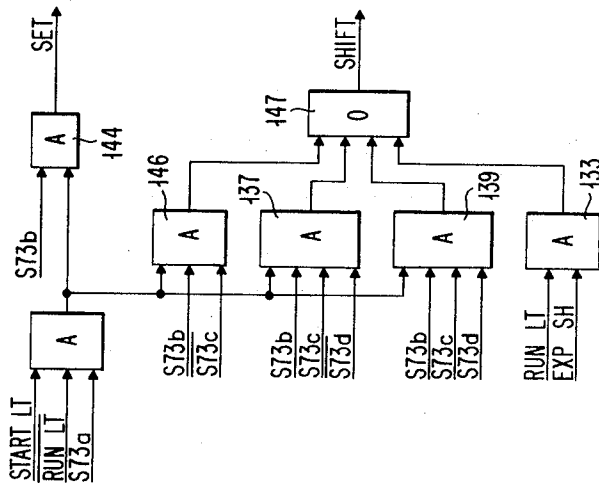 SET
A
144
S73b
START LT
RUN LT
S73a
A
146
A
S73b
S73c
147
O
SHIFT
137
A
S73b
S73c
S73d
139
A
S73b
S73c
S73d
133
A
RUN LT
EXP SH